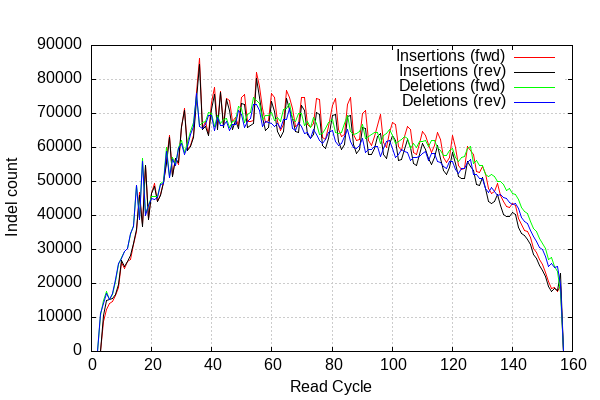 90000
80000
70000
60000
50000
40000
30000
20000
10000
0
Indel count
Insertions (fwd)
Insertions (rev)
Deletions (fwd)
Deletions (rev)
0 20 40 60 80 100 120 140 160
Read Cycle